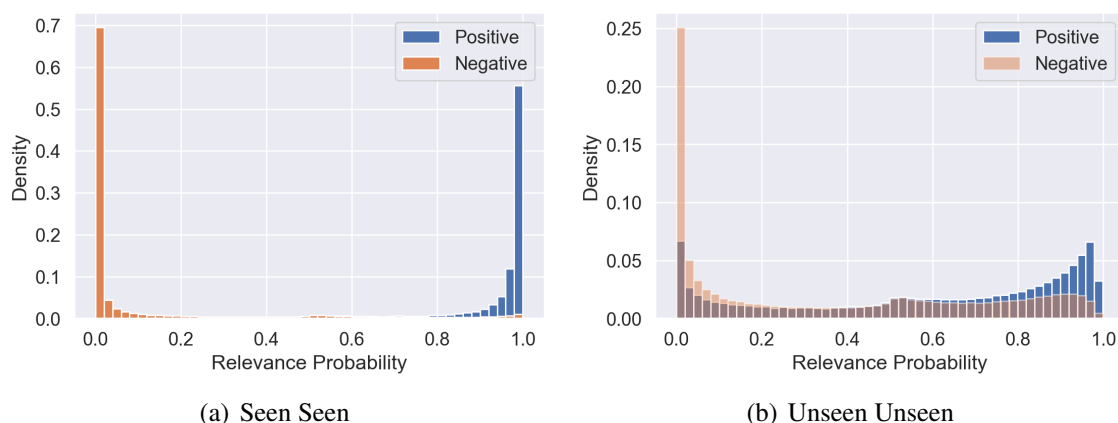 0.7
0.6
0.5
0.4
0.3
0.2
0.1
0.0
Density
Positive
Negative
0.0 0.2 0.4 0.6 0.8 1.0
Relevance Probability
(a) Seen Seen
0.25
0.20
0.15
0.10
0.05
0.00
Density
Positive
Negative
0.0 0.2 0.4 0.6 0.8 1.0
Relevance Probability
(b) Unseen Unseen